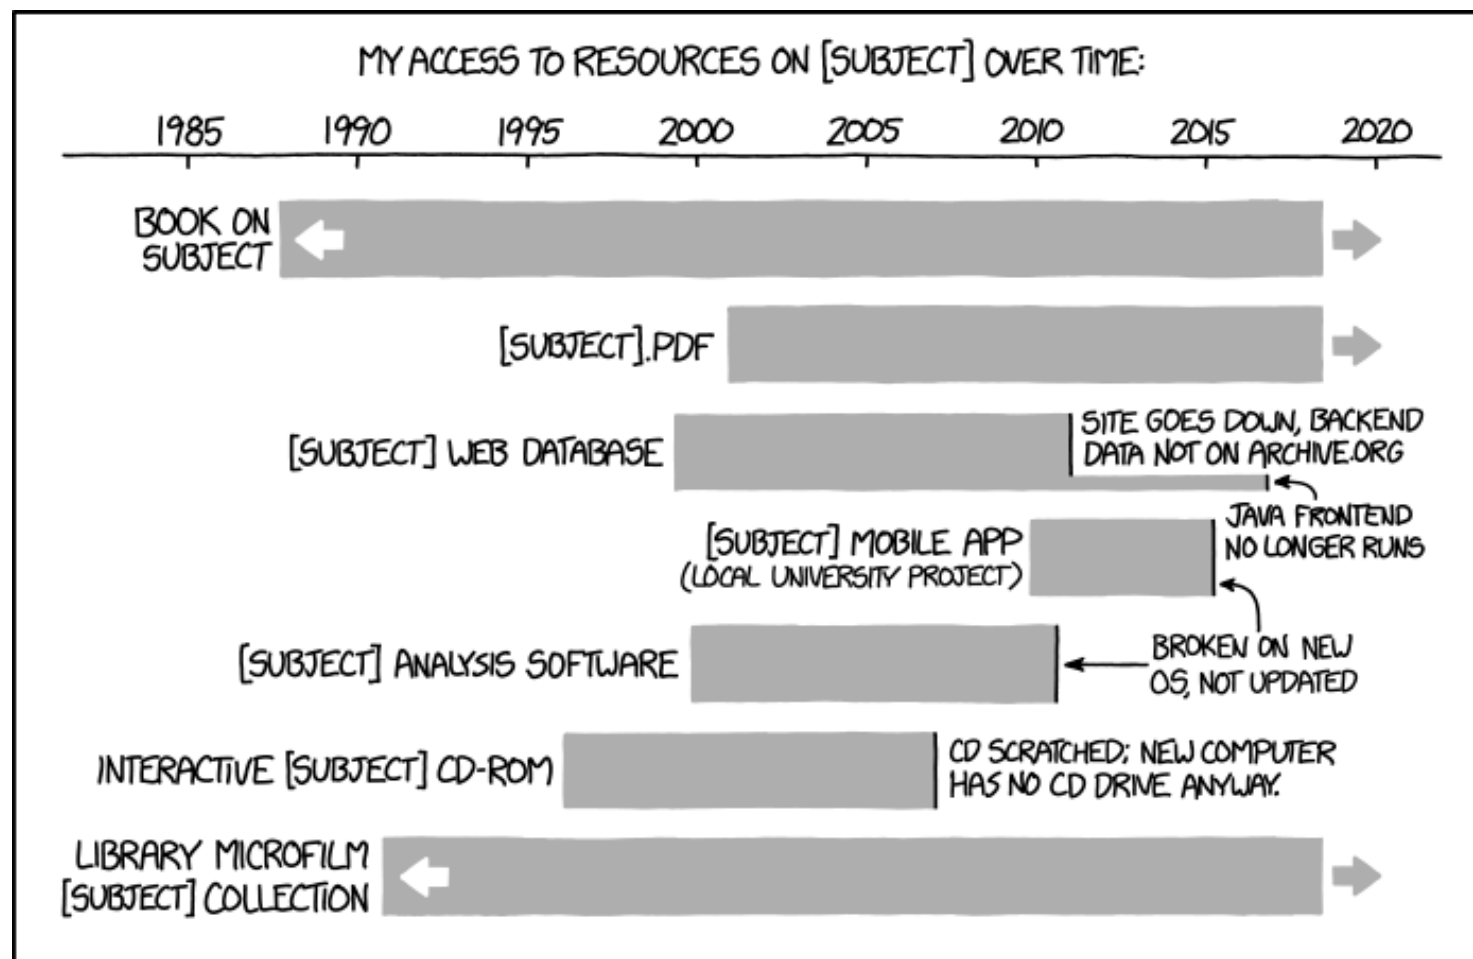 MY ACCESS TO RESOURCES ON [SUBJECT] OVER TIME:
1985 1990 1995 2000 2005 2010 2015 2020
BOOK ON
SUBJECT
[SUBJECT].PDF
[SUBJECT] WEB DATABASE
SITE GOES DOWN, BACKEND
DATA NOT ON ARCHIVE.ORG
JAVA FRONTEND
NO LONGER RUNS
[SUBJECT] MOBILE APP
(LOCAL UNIVERSITY PROJECT)
[SUBJECT] ANALYSIS SOFTWARE
BROKEN ON NEW
OS, NOT UPDATED
INTERACTIVE [SUBJECT] CD-ROM
CD SCRATCHED; NEW COMPUTER
HAS NO CD DRIVE ANYWAY.
LIBRARY MICROFILM
[SUBJECT] COLLECTION